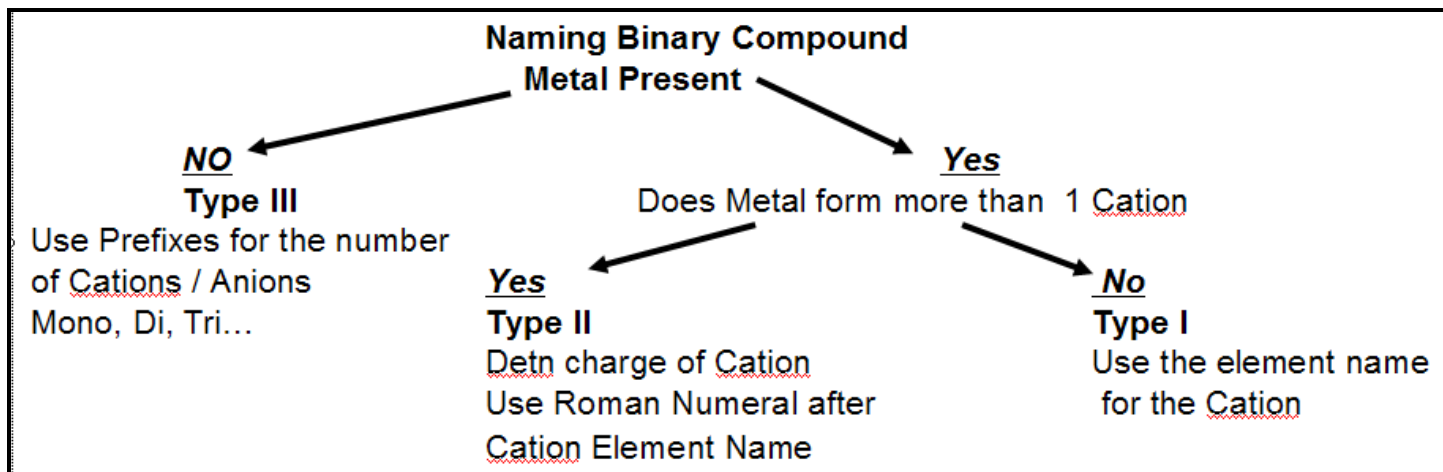 Naming Binary Compound
Metal Present
NO
Type III
Use Prefixes for the number
of Cations / Anions
Mono, Di, Tri...
Yes
Does Metal form more than 1 Cation
Yes
Type II
Detn charge of Cation
Use Roman Numeral after
Cation Element Name
No
Type I
Use the element name
for the Cation